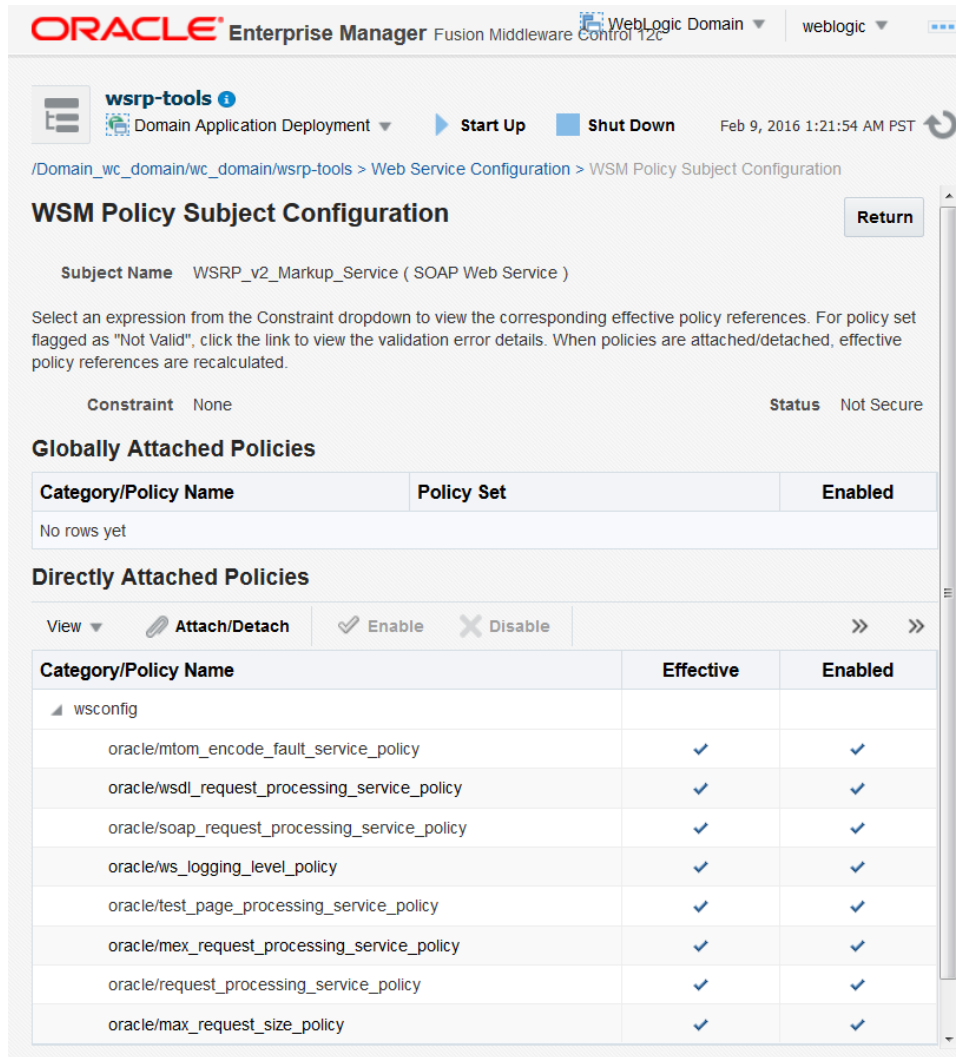 ORACLE® Enterprise Manager Fusion Middleware Control 12c WebLogic Domain weblogic
wsrp-tools
Domain Application Deployment Start Up Shut Down Feb 9, 2016 1:21:54 AM PST
/Domain_wc_domain/wc_domain/wsrp-tools > Web Service Configuration > WSM Policy Subject Configuration
WSM Policy Subject Configuration Return
Subject Name WSRP_v2_Markup_Service ( SOAP Web Service )
Select an expression from the Constraint dropdown to view the corresponding effective policy references. For policy set
flagged as "Not Valid", click the link to view the validation error details. When policies are attached/detached, effective
policy references are recalculated.
Constraint None Status Not Secure
Globally Attached Policies
Category/Policy Name Policy Set Enabled
No rows yet
Directly Attached Policies
View Attach/Detach Enable Disable
Category/Policy Name Effective Enabled
wsconfig
oracle/mtom_encode_fault_service_policy
oracle/wsdl_request_processing_service_policy
oracle/soap_request_processing_service_policy
oracle/ws_logging_level_policy
oracle/test_page_processing_service_policy
oracle/mex_request_processing_service_policy
oracle/request_processing_service_policy
oracle/max_request_size_policy